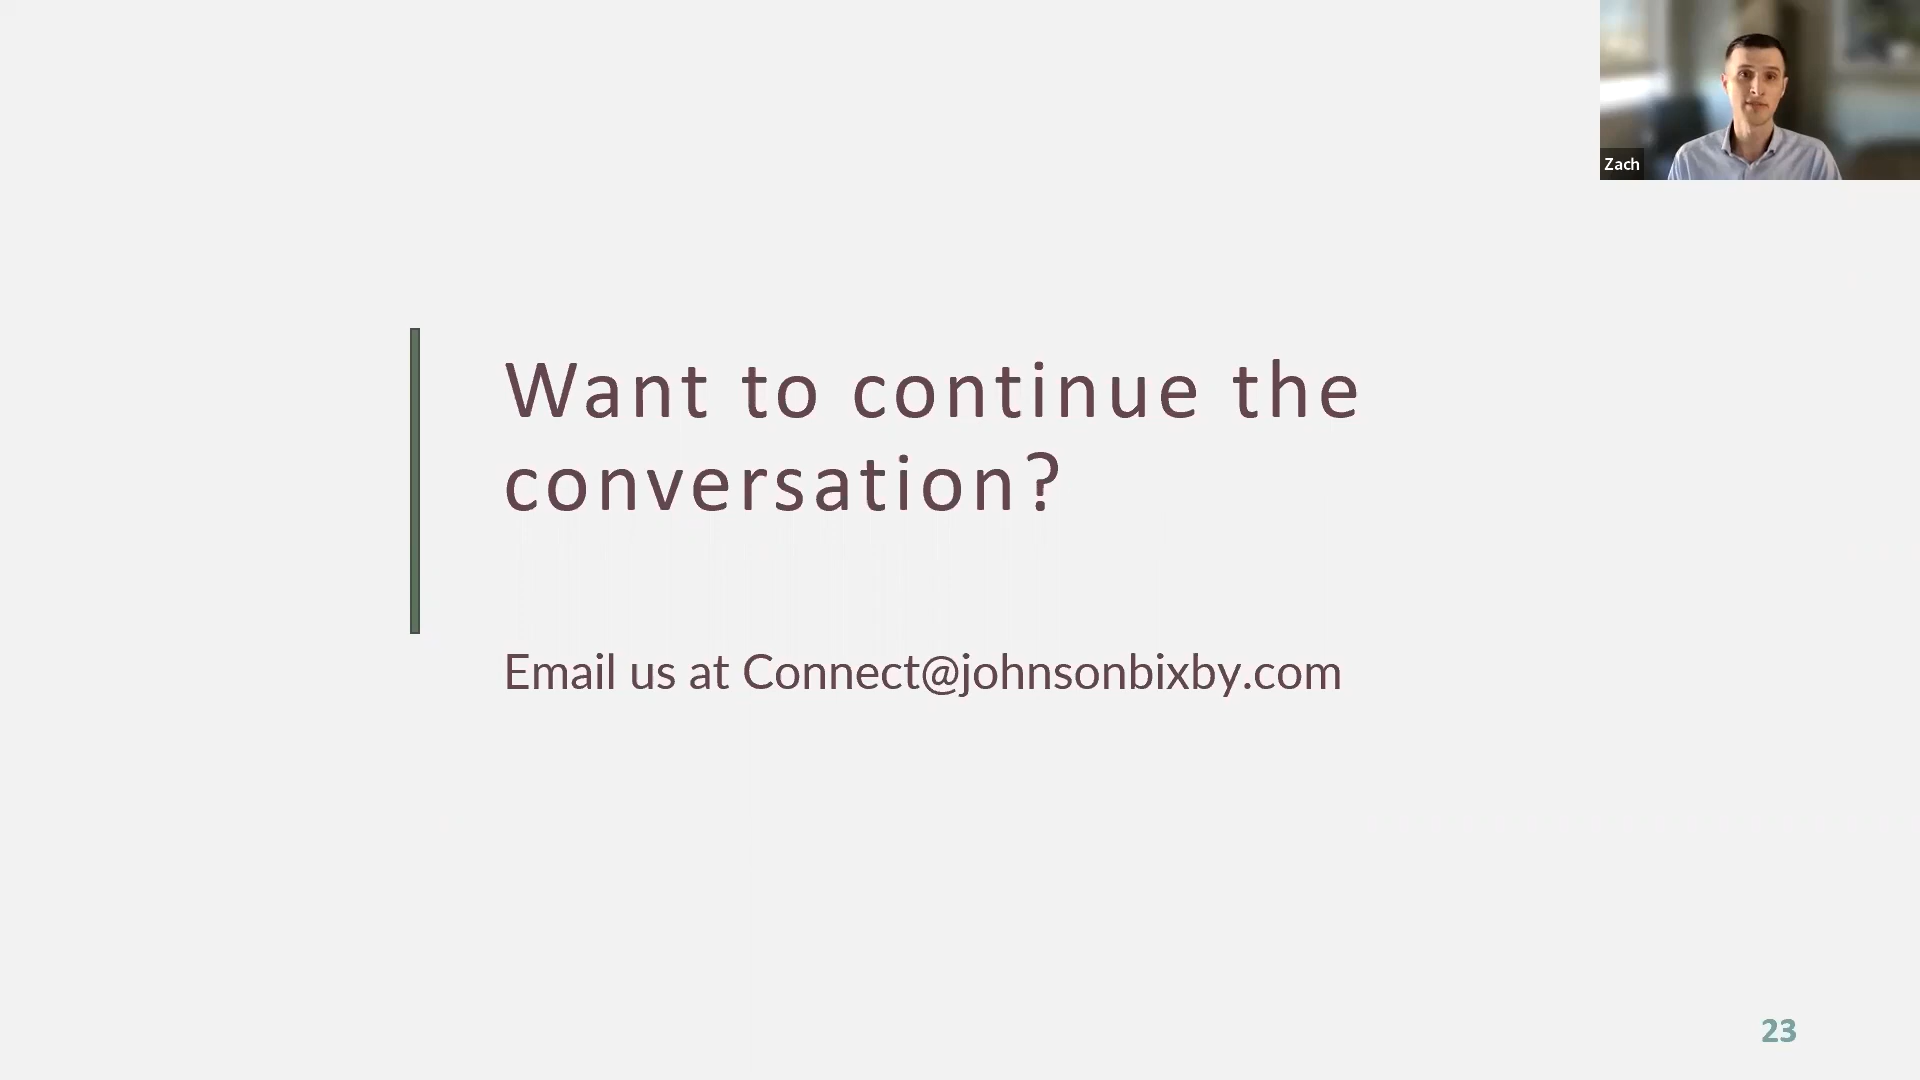 Zach
Want to continue the
conversation?
Email us at Connect@johnsonbixby.com
23